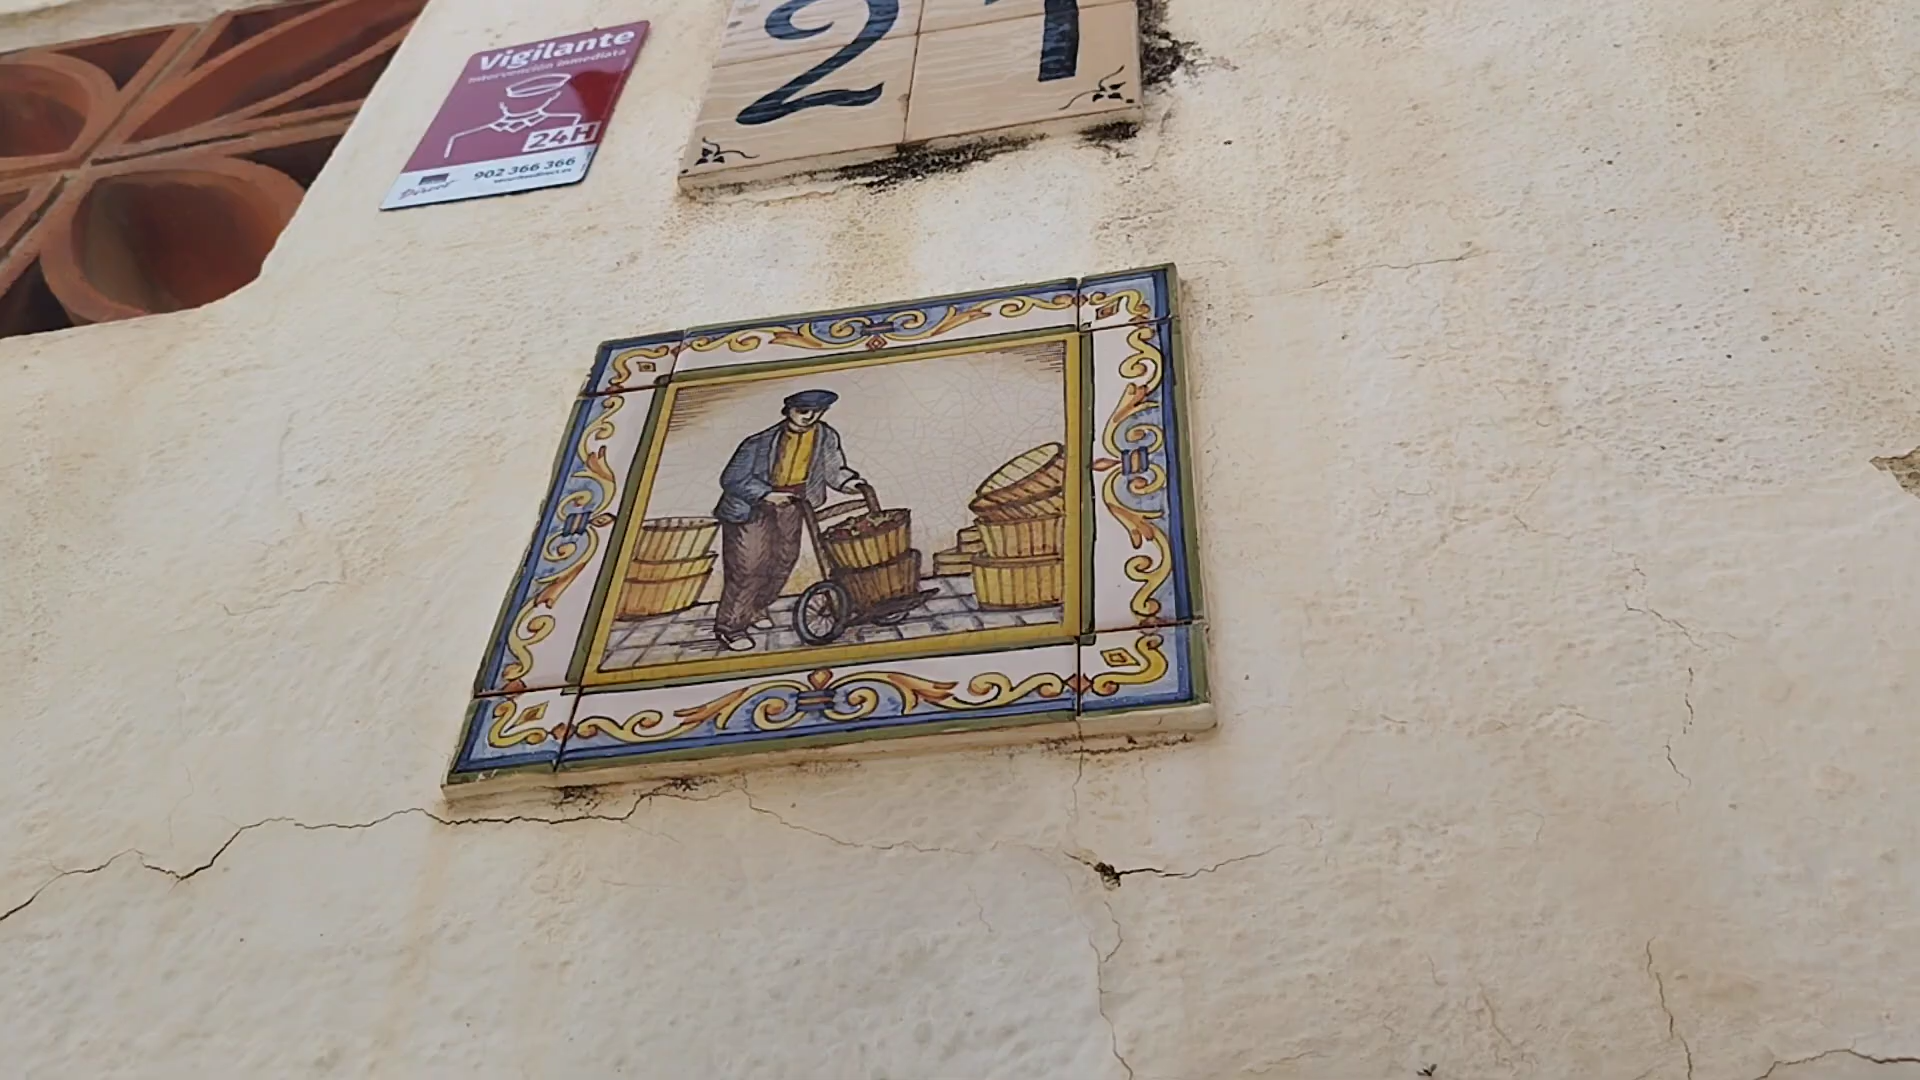 Vigilante
Intervención inmediata
24H
902 366 366
21